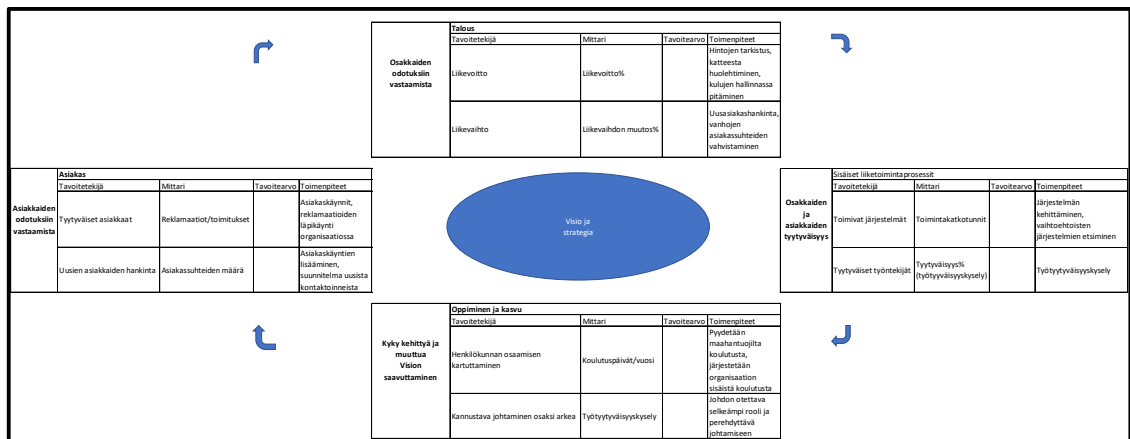 Talous
Tavoitetekijä Mittari Tavoitearvo Toimenpiteet
Osakkaiden
odotuksiin
vastaamista
Liikevoitto Liikevoitto%
Hintojen tarkistus,
katteesta
huolehtiminen,
kulujen hallinnassa
pitäminen
Liikevaihto Liikevaihdon muutos%
Uusasiakashankinta,
vanhojen
asiakassuhteiden
vahvistaminen
Asiakas
Tavoitetekijä Mittari Tavoitearvo Toimenpiteet
Asiakkaiden
odotuksiin
vastaamista
Tyytyväiset asiakkaat Reklamaatiot/toimitukset
Asiakaskäynnit,
reklamaatioiden
läpikäynti
organisaatiossa
Uusien asiakkaiden hankinta Asiakassuhteiden määrä
Asiakaskäyntien
lisääminen,
suunnitelma uusista
kontaktoinneista
Visio ja
strategia
Sisäiset liiketoimintaprosessit
Tavoitetekijä Mittari Tavoitearvo Toimenpiteet
Osakkaiden
ja
asiakkaiden
tyytyväisyys
Toimivat järjestelmät Toimintakatkotunnit
Järjestelmän
kehittäminen,
vaihtoehtoisten
järjestelmien etsiminen
Tyytyväiset työntekijät
Tyytyväisyys%
(työtyyväisyyskysely)
Työtyytyväisyyskysely
Oppiminen ja kasvu
Tavoitetekijä Mittari Tavoitearvo Toimenpiteet
Kyky kehittyä ja
muuttua
Vision
saavuttaminen
Henkilökunnan osaamisen
kartuttaminen
Koulutuspäivät/vuosi
Pyydetään
maahantuojilta
koulutusta,
järjestetään
organisaation
sisäistä koulutusta
Kannustava johtaminen osaksi arkea Työtyytyväisyyskysely
Johdon otettava
selkeämpi rooli ja
perehdyttävä
johtamiseen